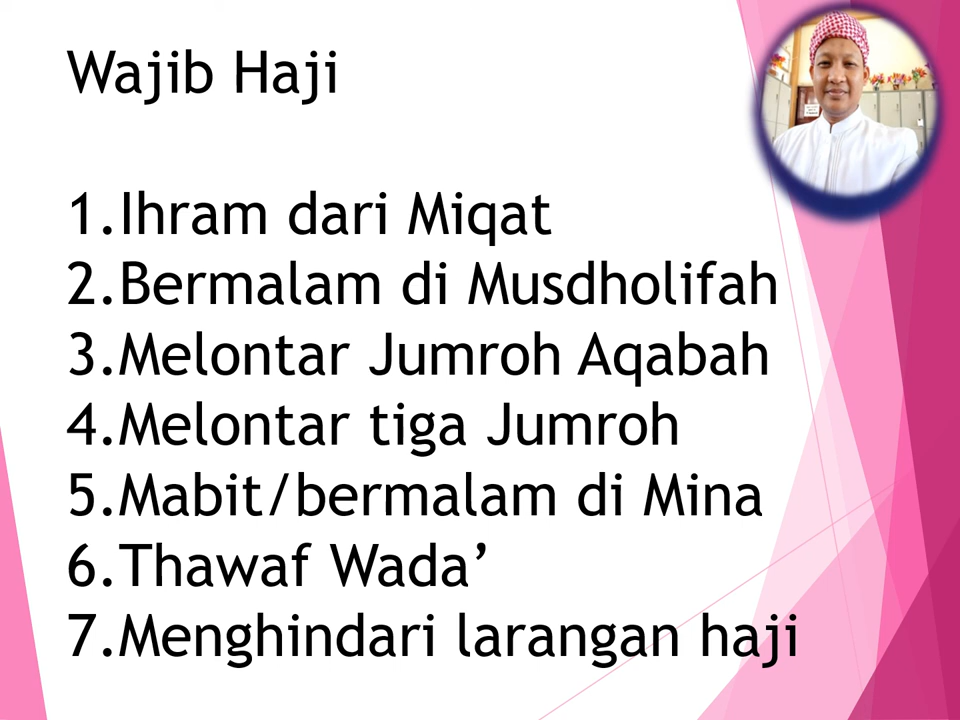 Wajib Haji
1.Ihram dari Miqat
2.Bermalam di Musdholifah
3.Melontar Jumroh Aqabah
4.Melontar tiga Jumroh
5.Mabit/bermalam di Mina
6.Thawaf Wada’
7.Menghindari larangan haji